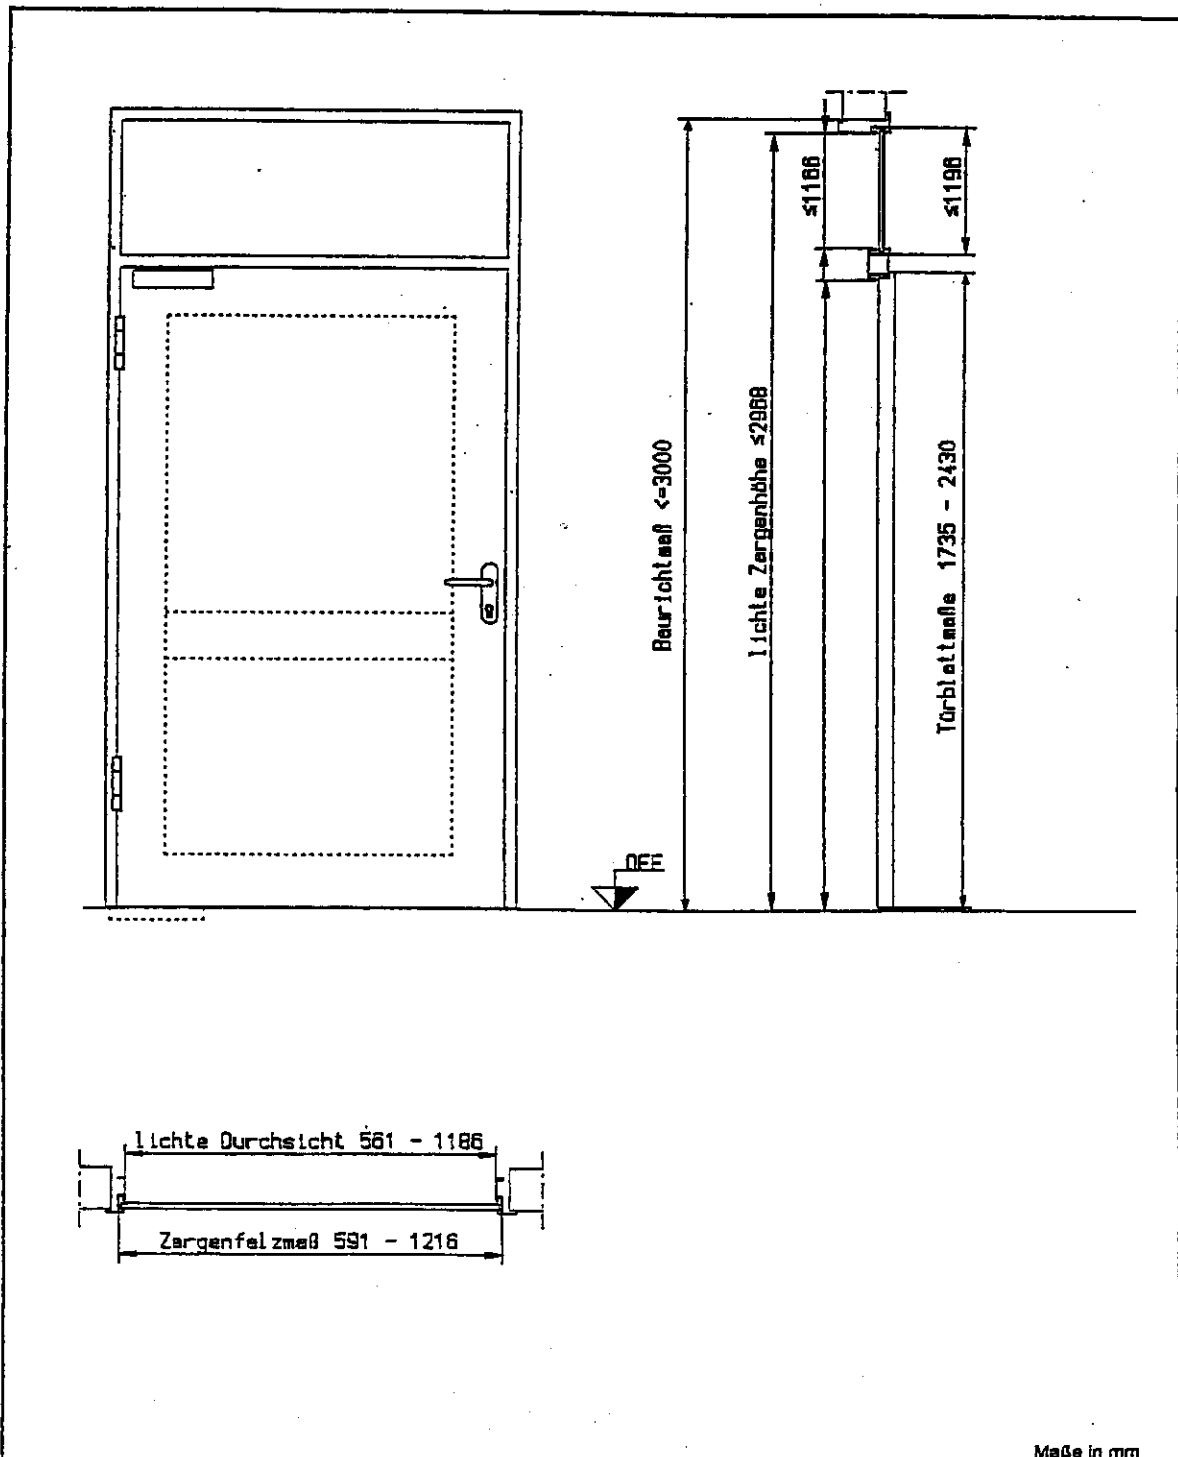 ≤1166
≤1196
Baurichtmaß <=3000
lichte Zargenhöhe ≤2968
Türblattmaße 1735 - 2430
OFF
lichte Durchsicht 561 - 1186
Zargenfalzmaß 591 - 1216
Maße in mm